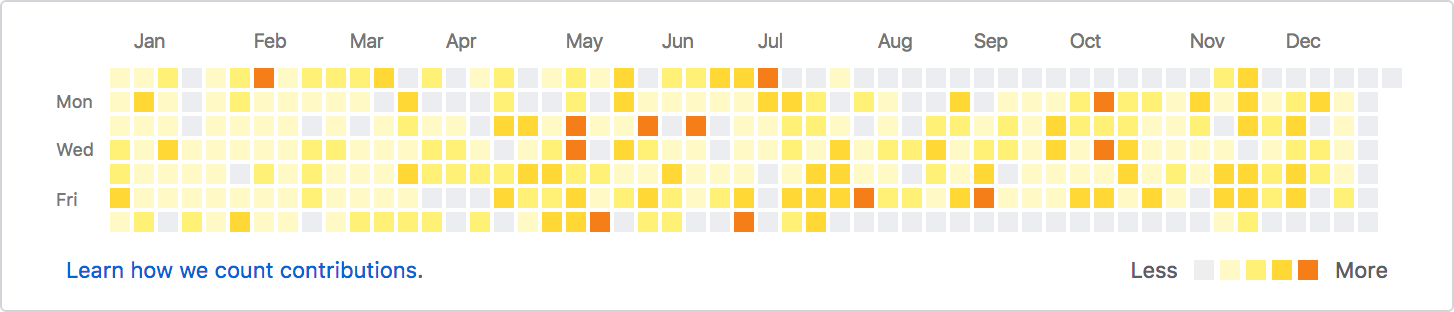 Jan Feb Mar Apr May Jun Jul Aug Sep Oct Nov Dec
Mon
Wed
Fri
Learn how we count contributions. Less More